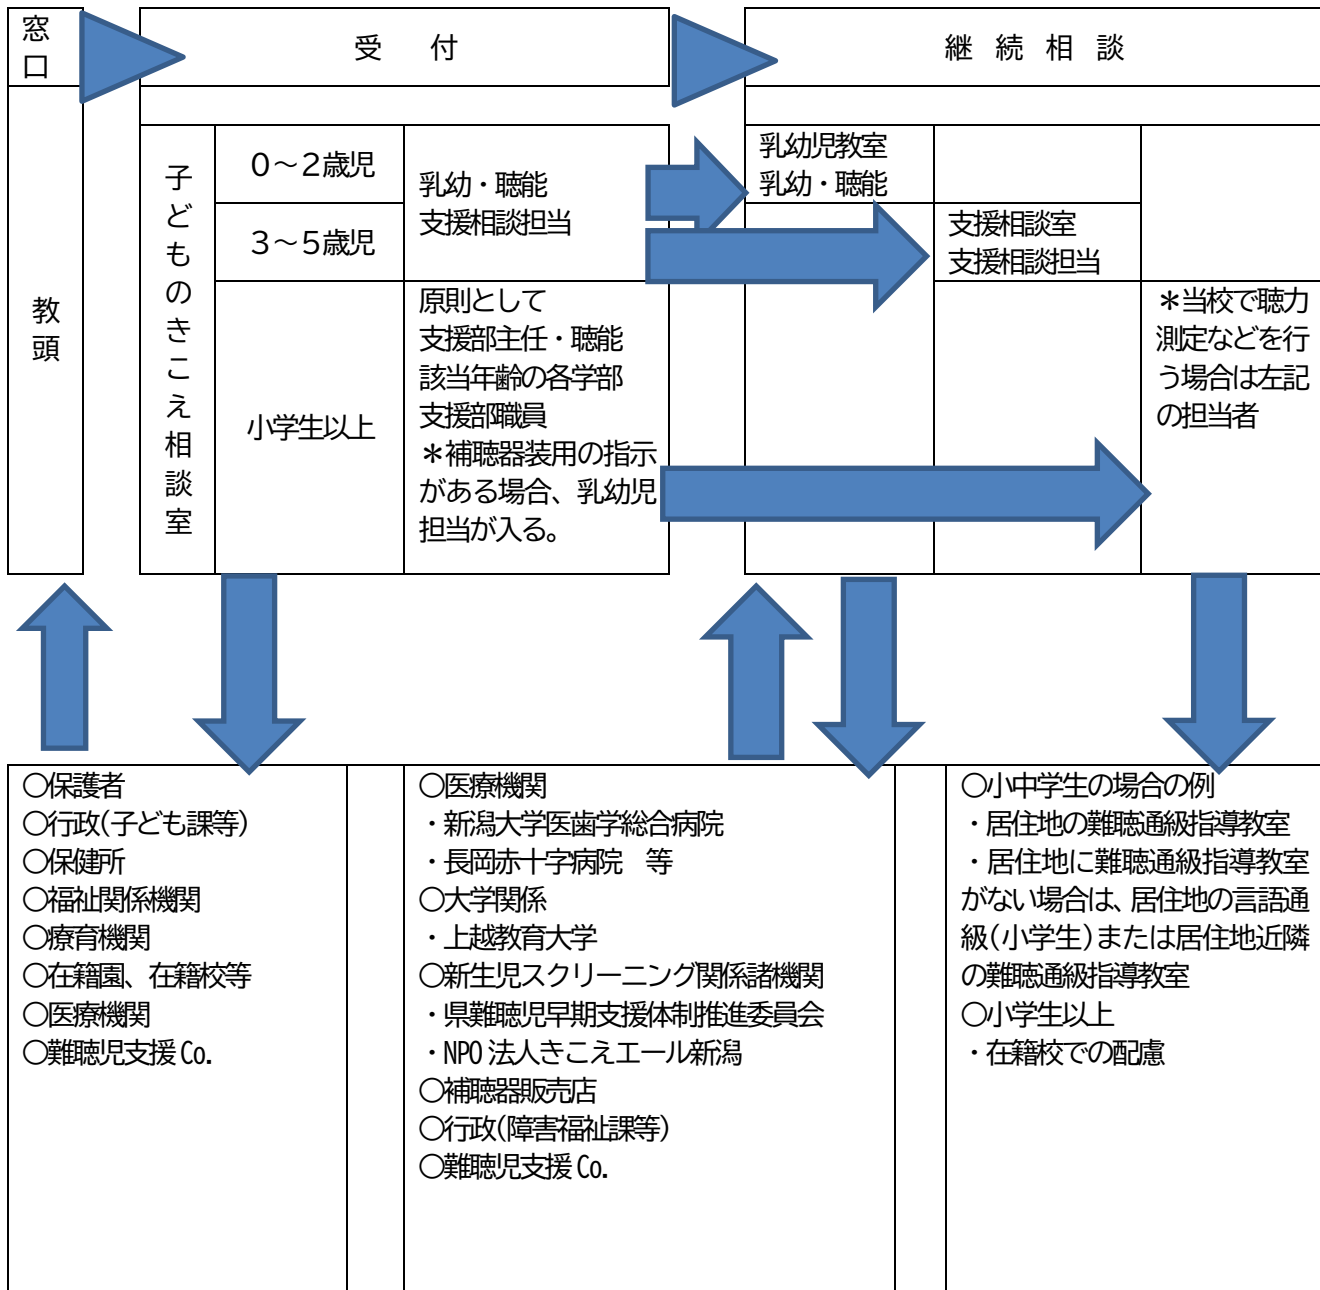 窓口
受　付
継続相談
教頭
子どものきこえ相談室
０～２歳児
３～５歳児
小学生以上
乳幼・聴能
支援相談担当
原則として
支援部主任・聴能
該当年齢の各学部
支援部職員
＊補聴器装用の指示
がある場合、乳幼児
担当が入る。
乳幼児教室
乳幼・聴能
支援相談室
支援相談担当
＊当校で聴力
測定などを行
う場合は左記
の担当者
○保護者
○行政(子ども課等)
○保健所
○福祉関係機関
○療育機関
○在籍園、在籍校等
○医療機関
○難聴児支援Co.
○医療機関
・新潟大学医歯学総合病院
・長岡赤十字病院　等
○大学関係
・上越教育大学
○新生児スクリーニング関係諸機関
・県難聴児早期支援体制推進委員会
・NPO法人きこえエール新潟
○補聴器販売店
○行政(障害福祉課等)
○難聴児支援Co.
○小中学生の場合の例
・居住地の難聴通級指導教室
・居住地に難聴通級指導教室
がない場合は、居住地の言語通
級(小学生)または居住地近隣
の難聴通級指導教室
○小学生以上
・在籍校での配慮